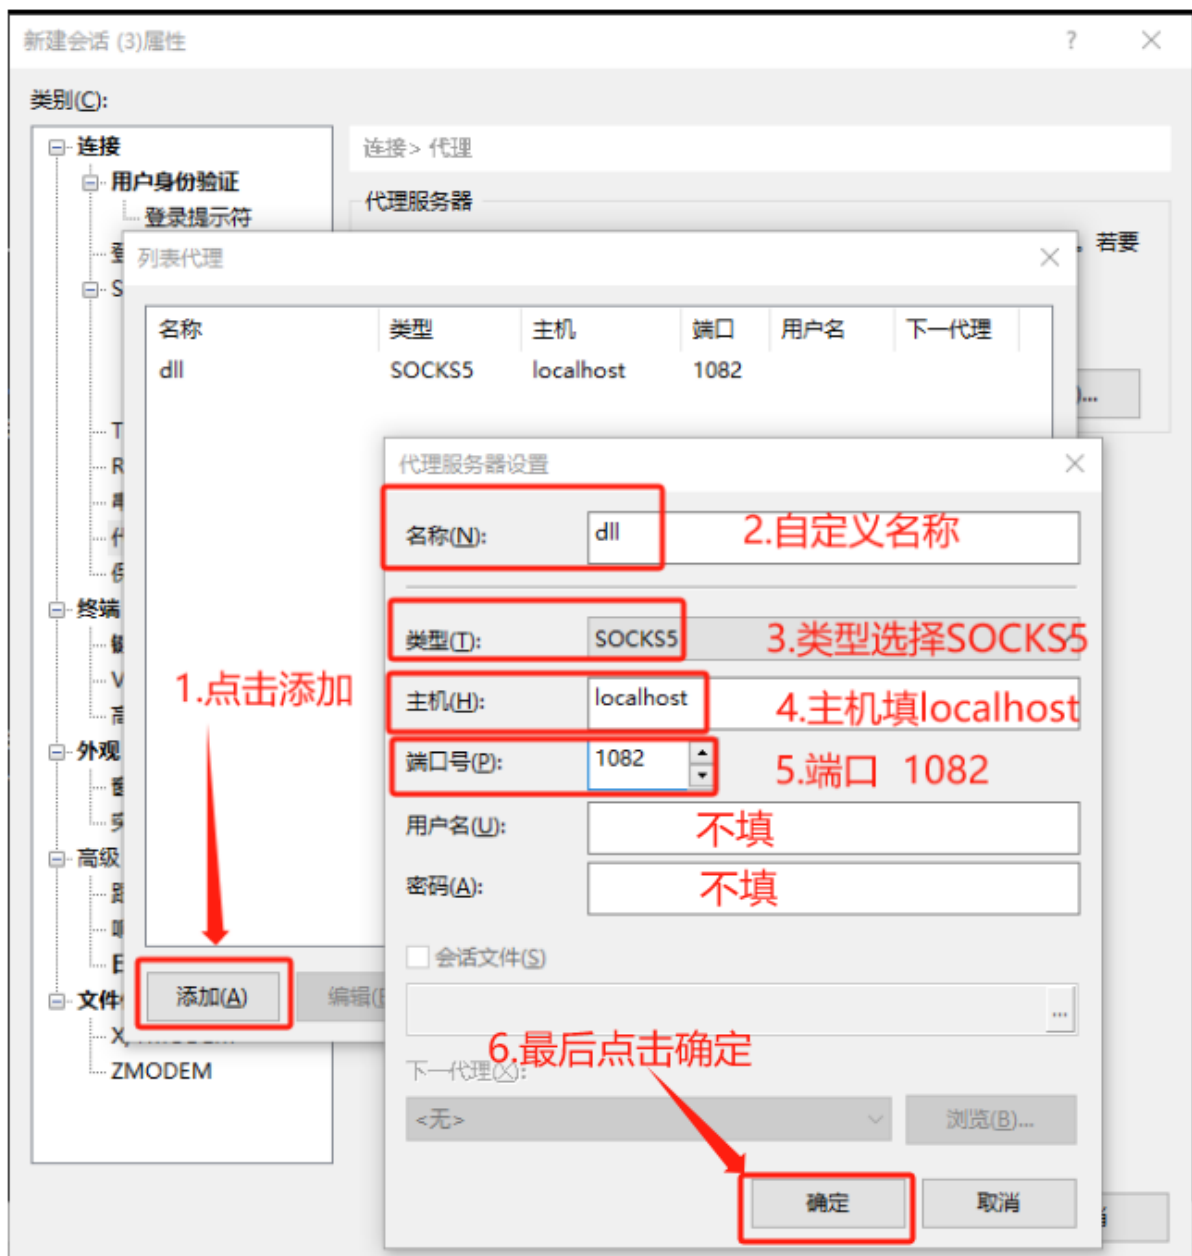 新建会话 (3)属性
类别(C):
连接
用户身份验证
登录提示符
连接> 代理
代理服务器
。若要
列表代理
名称 类型 主机 端口 用户名 下一代理
dll SOCKS5 localhost 1082
代理服务器设置
名称(N): dll 2.自定义名称
类型(T): SOCKS5 3.类型选择SOCKS5
主机(H): localhost 4.主机填localhost
端口号(P): 1082 5.端口 1082
用户名(U): 不填
密码(A): 不填
会话文件(S)
...
6.最后点击确定
下一代理(X):
<无> 浏览(B)...
确定 取消
1.点击添加
添加(A) 编辑(E
终端
外观
高级
文件
ZMODEM